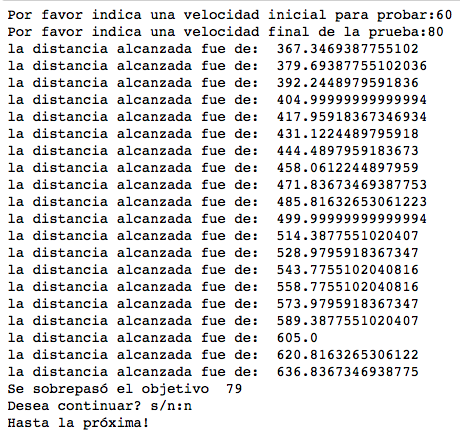 Por favor indica una velocidad inicial para probar:60
Por favor indica una velocidad final de la prueba:80
la distancia alcanzada fue de:  367.3469387755102
la distancia alcanzada fue de:  379.69387755102036
la distancia alcanzada fue de:  392.2448979591836
la distancia alcanzada fue de:  404.99999999999994
la distancia alcanzada fue de:  417.95918367346934
la distancia alcanzada fue de:  431.1224489795918
la distancia alcanzada fue de:  444.4897959183673
la distancia alcanzada fue de:  458.0612244897959
la distancia alcanzada fue de:  471.83673469387753
la distancia alcanzada fue de:  485.81632653061223
la distancia alcanzada fue de:  499.99999999999994
la distancia alcanzada fue de:  514.3877551020407
la distancia alcanzada fue de:  528.9795918367347
la distancia alcanzada fue de:  543.7755102040816
la distancia alcanzada fue de:  558.7755102040816
la distancia alcanzada fue de:  573.9795918367347
la distancia alcanzada fue de:  589.3877551020407
la distancia alcanzada fue de:  605.0
la distancia alcanzada fue de:  620.8163265306122
la distancia alcanzada fue de:  636.8367346938775
Se sobrepasó el objetivo  79
Desea continuar? s/n:n
Hasta la próxima!